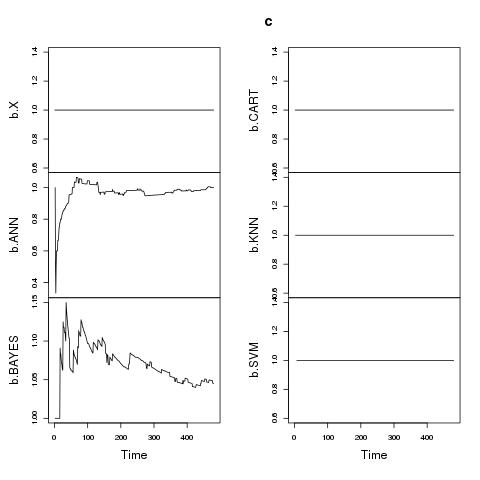 c
b.X
0.6 0.8 1.0 1.2 1.4
b.CART
0.6 0.8 1.0 1.2 1.4
b.ANN
0.4 0.6 0.8 1.0
b.KNN
0.6 0.8 1.0 1.2 1.4
b.BAYES
1.00 1.05 1.10 1.15
b.SVM
0.6 0.8 1.0 1.2 1.4
0 100 200 300 400
0 100 200 300 400
Time
Time